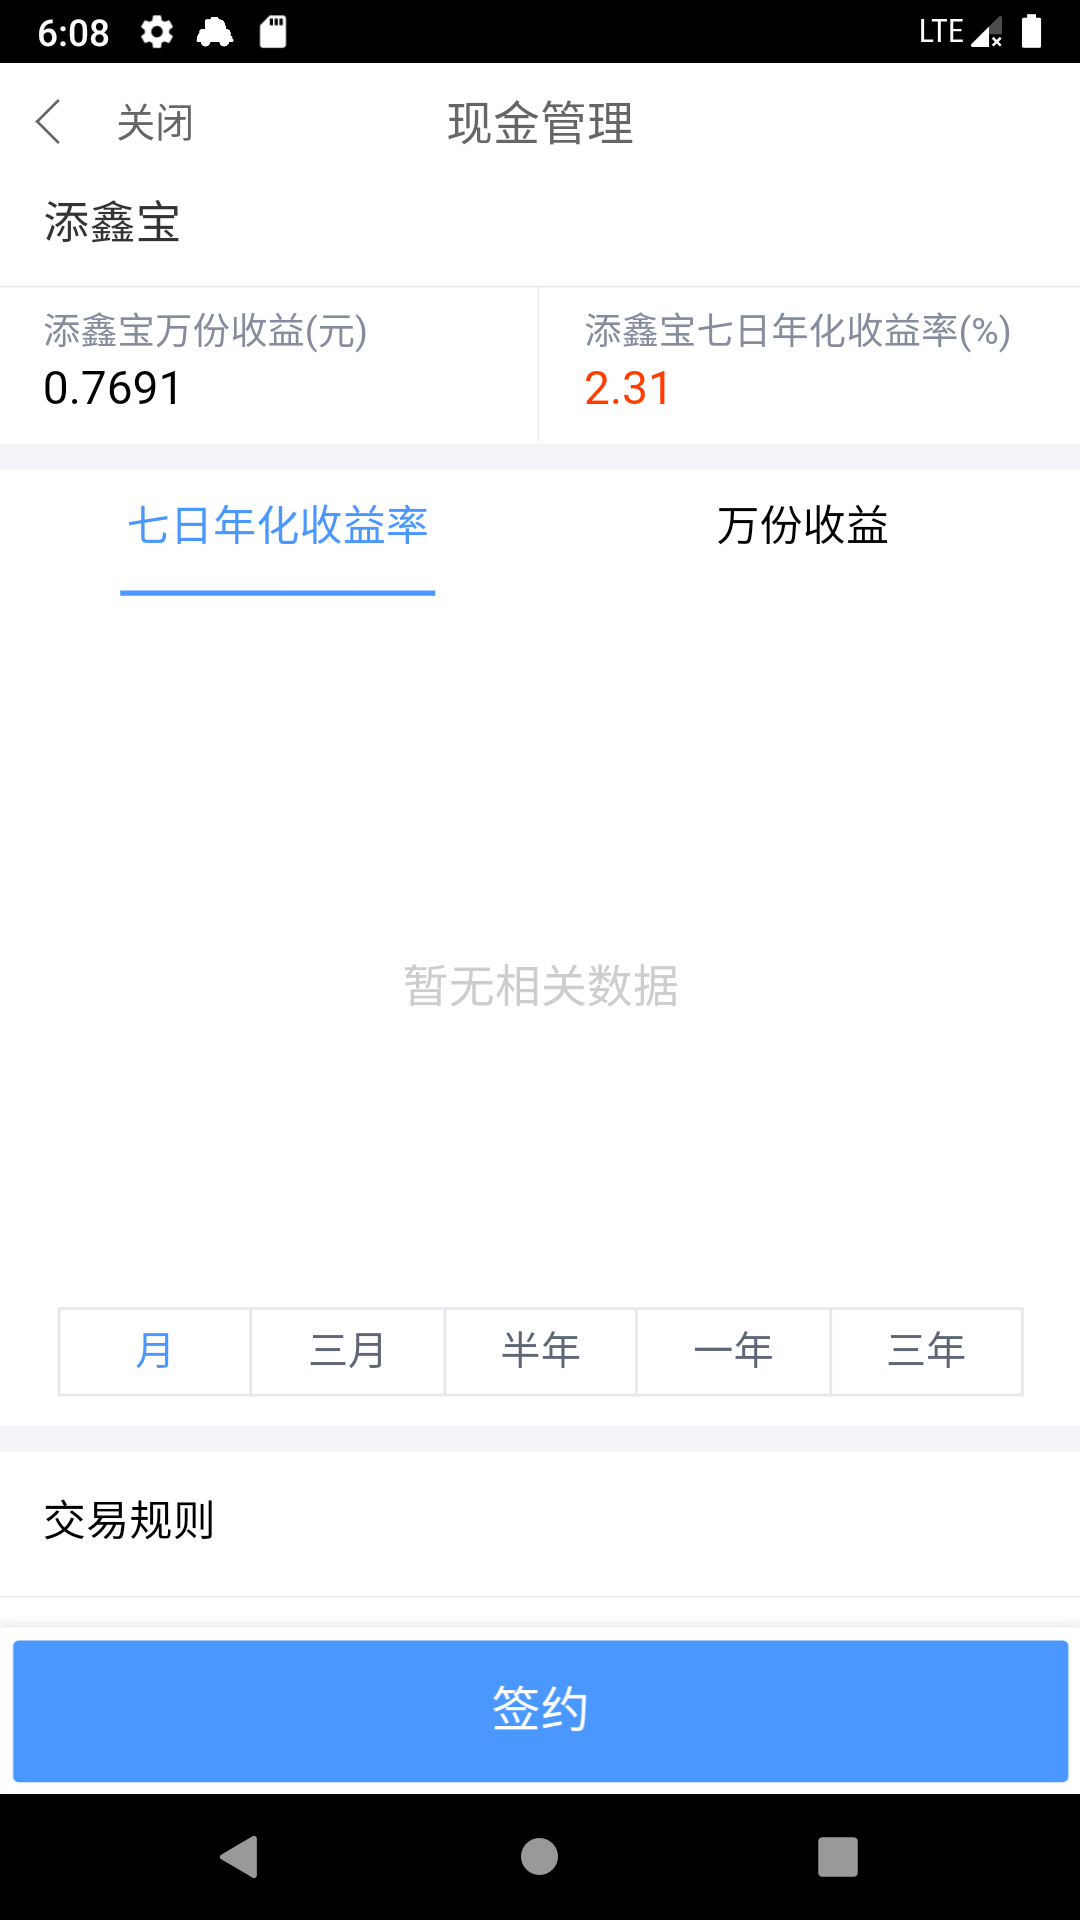 6:08 LTE
关闭 现金管理
添鑫宝
添鑫宝万份收益(元) 添鑫宝七日年化收益率(%)
0.7691 2.31
七日年化收益率 万份收益
暂无相关数据
月 三月 半年 一年 三年
交易规则
签约